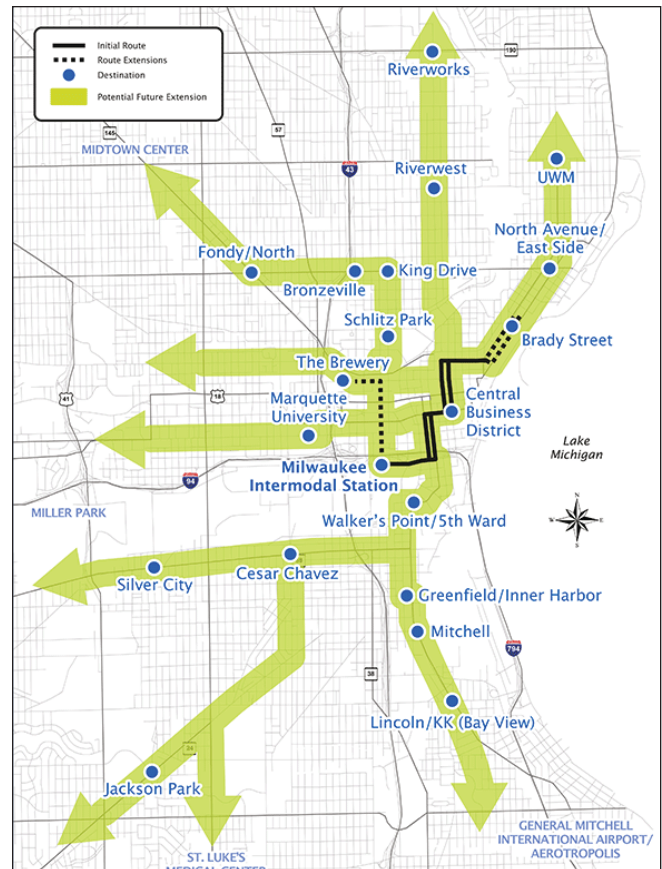 Initial Route
Route Extensions
Destination
Potential Future Extension
Riverworks
190
57
145
MIDTOWN CENTER
43
Riverwest
UWM
North Avenue/
East Side
Fondy/North
King Drive
Bronzeville
Schlitz Park
Brady Street
The Brewery
41
18
Marquette
University
Central
Business
District
Lake
Michigan
Milwaukee
Intermodal Station
94
N
W
E
S
MILLER PARK
Walker's Point/5th Ward
Cesar Chavez
Silver City
Greenfield/Inner Harbor
Mitchell
794
38
Lincoln/KK (Bay View)
24
Jackson Park
GENERAL MITCHELL
INTERNATIONAL AIRPORT/
AEROTROPOLIS
ST. LUKE'S
MEDICAL CENTER